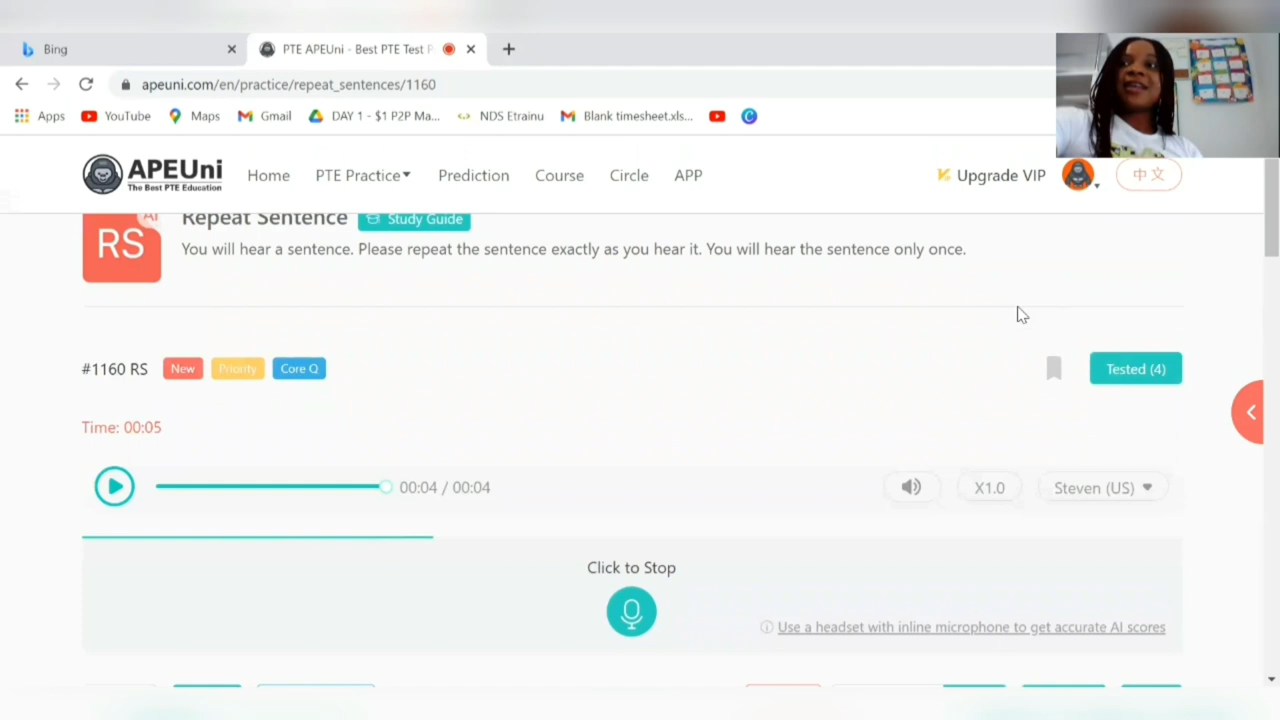 Bing
PTE APEUni - Best PTE Test P
apeuni.com/en/practice/repeat_sentences/1160
Apps YouTube Maps Gmail DAY 1 - $1 P2P Ma... NDS Etrainu Blank timesheet.xls...
APEUni
The Best PTE Education
Home PTE Practice Prediction Course Circle APP Upgrade VIP 中文
RS AI
Repeat Sentence Study Guide
You will hear a sentence. Please repeat the sentence exactly as you hear it. You will hear the sentence only once.
#1160 RS New Priority Core Q Tested (4)
Time: 00:05
00:04 / 00:04 X1.0 Steven (US)
Click to Stop
Use a headset with inline microphone to get accurate AI scores